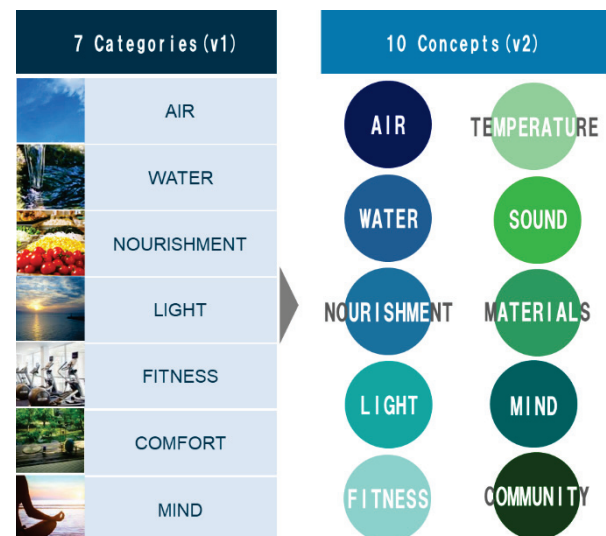 7 Categories(v1)
AIR
WATER
NOURISHMENT
LIGHT
FITNESS
COMFORT
MIND
10 Concepts(v2)
AIR
TEMPERATURE
WATER
SOUND
NOURISHMENT
MATERIALS
LIGHT
MIND
FITNESS
COMMUNITY